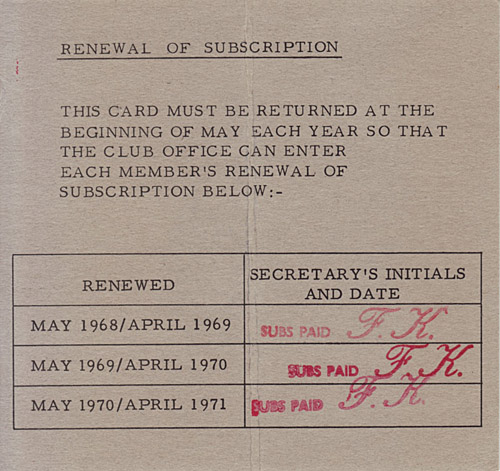 RENEWAL OF SUBSCRIPTION
THIS CARD MUST BE RETURNED AT THE
BEGINNING OF MAY EACH YEAR SO THAT
THE CLUB OFFICE CAN ENTER
EACH MEMBER'S RENEWAL OF
SUBSCRIPTION BELOW:-
RENEWED SECRETARY'S INITIALS AND DATE
MAY 1968/APRIL 1969 SUBS PAID F.K.
MAY 1969/APRIL 1970 SUBS PAID F.K.
MAY 1970/APRIL 1971 SUBS PAID F.K.